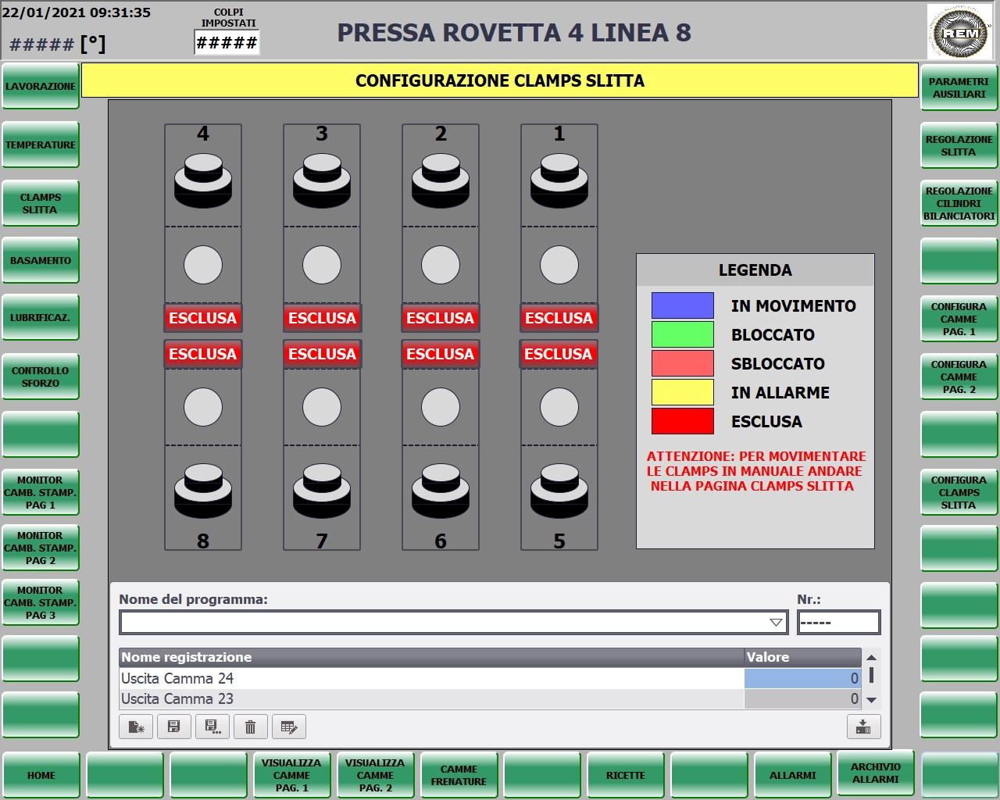 22/01/2021 09:31:35
COLPI
IMPOSTATI
##### [°]
#####
PRESSA ROVETTA 4 LINEA 8
REM
CONFIGURAZIONE CLAMPS SLITTA
LAVORAZIONE
TEMPERATURE
CLAMPS
SLITTA
BASAMENTO
LUBRIFICAZ.
CONTROLLO
SFORZO
MONITOR
CAMB. STAMP.
PAG 1
MONITOR
CAMB. STAMP.
PAG 2
MONITOR
CAMB. STAMP.
PAG 3
4 3 2 1
ESCLUSA ESCLUSA ESCLUSA ESCLUSA
ESCLUSA ESCLUSA ESCLUSA ESCLUSA
8 7 6 5
LEGENDA
IN MOVIMENTO
BLOCCATO
SBLOCCATO
IN ALLARME
ESCLUSA
ATTENZIONE: PER MOVIMENTARE
LE CLAMPS IN MANUALE ANDARE
NELLA PAGINA CLAMPS SLITTA
Nome del programma:
Nr.:
-----
Nome registrazione Valore
Uscita Camma 24 0
Uscita Camma 23 0
PARAMETRI
AUSILIARI
REGOLAZIONE
SLITTA
REGOLAZIONE
CILINDRI
BILANCIATORI
CONFIGURA
CAMME
PAG. 1
CONFIGURA
CAMME
PAG. 2
CONFIGURA
CLAMPS
SLITTA
HOME
VISUALIZZA
CAMME
PAG. 1
VISUALIZZA
CAMME
PAG. 2
CAMME
FRENATURE
RICETTE
ALLARMI
ARCHIVIO
ALLARMI